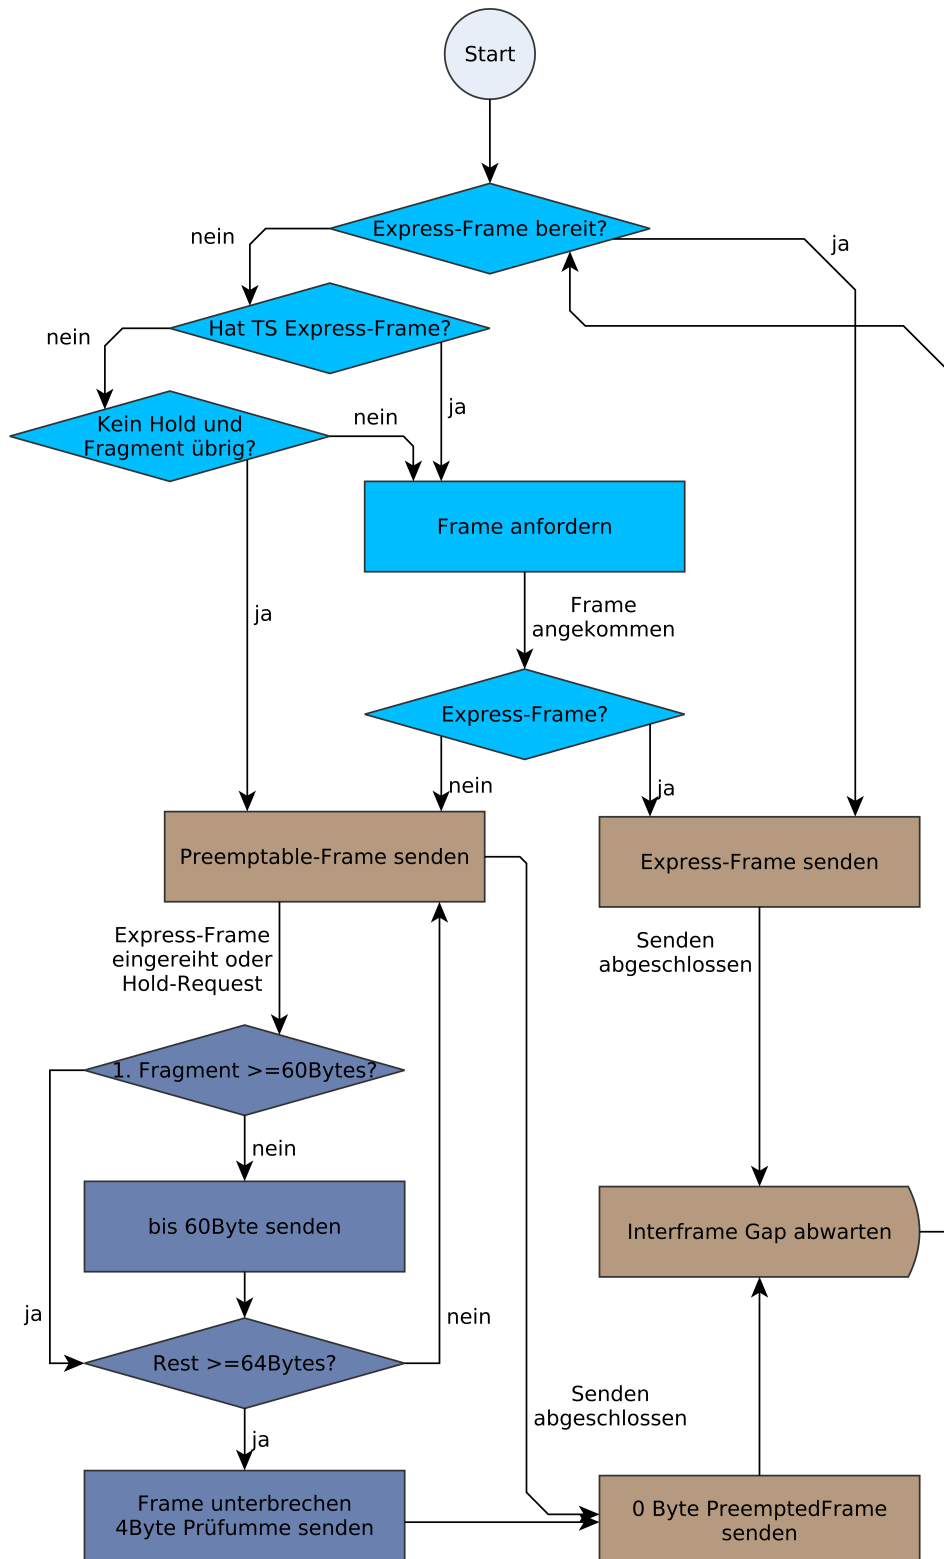 Start
Express-Frame bereit?
nein
ja
Hat TS Express-Frame?
nein
ja
Kein Hold und
Fragment übrig?
nein
ja
Frame anfordern
Frame
angekommen
Express-Frame?
nein
ja
Preemptable-Frame senden
Express-Frame senden
Express-Frame
eingereiht oder
Hold-Request
Senden
abgeschlossen
1. Fragment >=60Bytes?
nein
ja
bis 60Byte senden
Interframe Gap abwarten
Rest >=64Bytes?
nein
ja
Senden
abgeschlossen
Frame unterbrechen
4Byte Prüfumme senden
0 Byte PreemptedFrame
senden